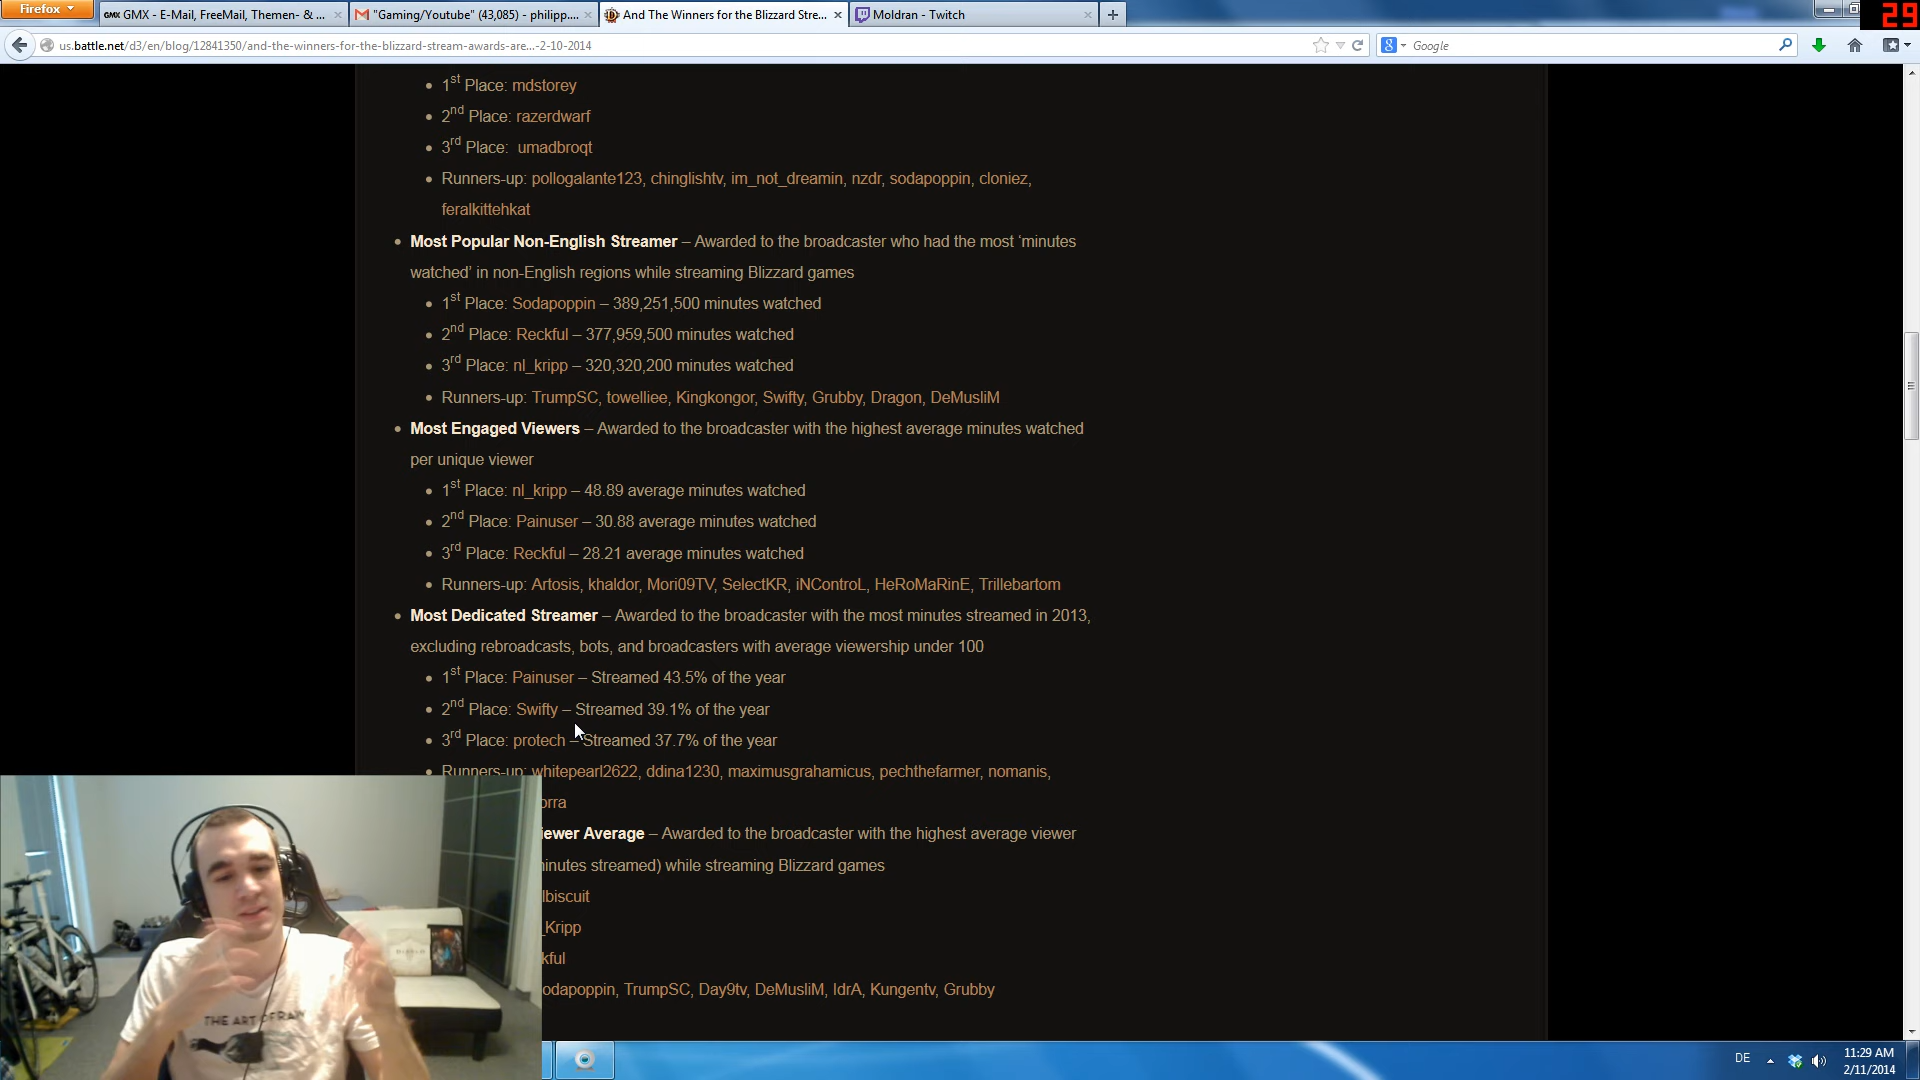 Firefox
GMX GMX - E-Mail, FreeMail, Themen- & ...
"Gaming/Youtube" (43,085) - philipp....
And The Winners for the Blizzard Stre...
Moldran - Twitch
29
us.battle.net/d3/en/blog/12841350/and-the-winners-for-the-blizzard-stream-awards-are...-2-10-2014
Google
1st Place: mdstorey
2nd Place: razerdwarf
3rd Place: umadbroqt
Runners-up: pollogalante123, chinglishtv, im_not_dreamin, nzdr, sodapoppin, cloniez,
feralkittehkat
Most Popular Non-English Streamer – Awarded to the broadcaster who had the most ‘minutes
watched’ in non-English regions while streaming Blizzard games
1st Place: Sodapoppin – 389,251,500 minutes watched
2nd Place: Reckful – 377,959,500 minutes watched
3rd Place: nl_kripp – 320,320,200 minutes watched
Runners-up: TrumpSC, towelliee, Kingkongor, Swifty, Grubby, Dragon, DeMusliM
Most Engaged Viewers – Awarded to the broadcaster with the highest average minutes watched
per unique viewer
1st Place: nl_kripp – 48.89 average minutes watched
2nd Place: Painuser – 30.88 average minutes watched
3rd Place: Reckful – 28.21 average minutes watched
Runners-up: Artosis, khaldor, Mori09TV, SelectKR, iNControL, HeRoMaRinE, Trillebartom
Most Dedicated Streamer – Awarded to the broadcaster with the most minutes streamed in 2013,
excluding rebroadcasts, bots, and broadcasters with average viewership under 100
1st Place: Painuser – Streamed 43.5% of the year
2nd Place: Swifty – Streamed 39.1% of the year
3rd Place: protech – Streamed 37.7% of the year
Runners-up: whitepearl2622, ddina1230, maximusgrahamicus, pechthefarmer, nomanis,
orra
iewer Average – Awarded to the broadcaster with the highest average viewer
inutes streamed) while streaming Blizzard games
lbiscuit
_Kripp
kful
odapoppin, TrumpSC, Day9tv, DeMusliM, IdrA, Kungentv, Grubby
THE ART OF
DE
11:29 AM
2/11/2014